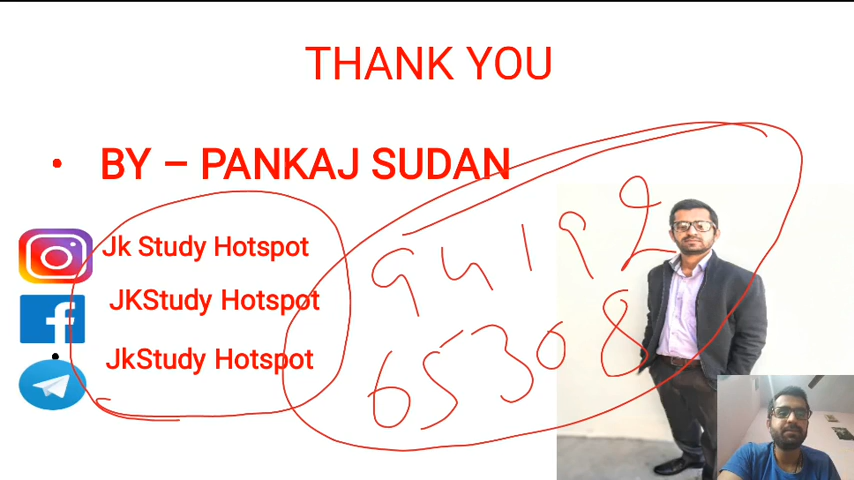 THANK YOU
• BY – PANKAJ SUDAN
Jk Study Hotspot
JKStudy Hotspot
• JkStudy Hotspot
94192
65308